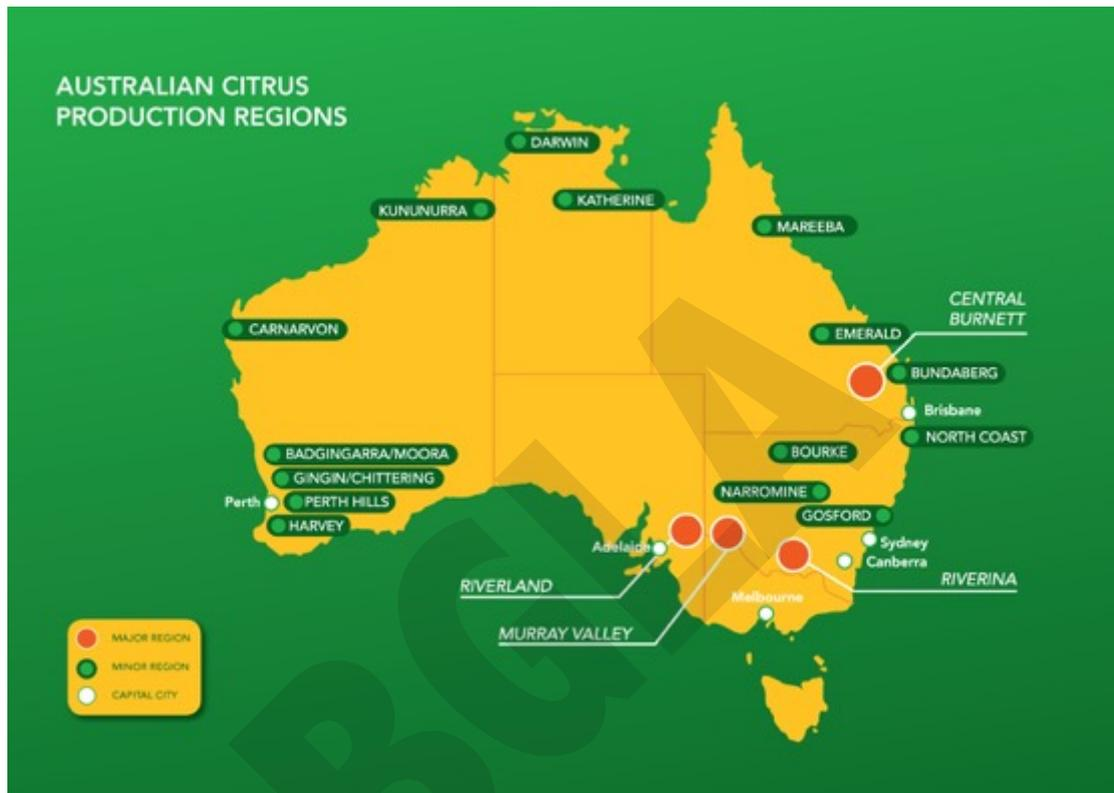 AUSTRALIAN CITRUS
PRODUCTION REGIONS
DARWIN
KATHERINE
KUNUNURRA
MAREEBA
CENTRAL
BURNETT
CARNARVON
EMERALD
BUNDABERG
Brisbane
NORTH COAST
BADGINGARRA/MOORA
BOURKE
GINGIN/CHITTERING
NARROMINE
Perth
PERTH HILLS
GOSFORD
HARVEY
Adelaide
Sydney
Canberra
RIVERLAND
RIVERINA
Melbourne
MURRAY VALLEY
MAJOR REGION
MINOR REGION
CAPITAL CITY
BGLA